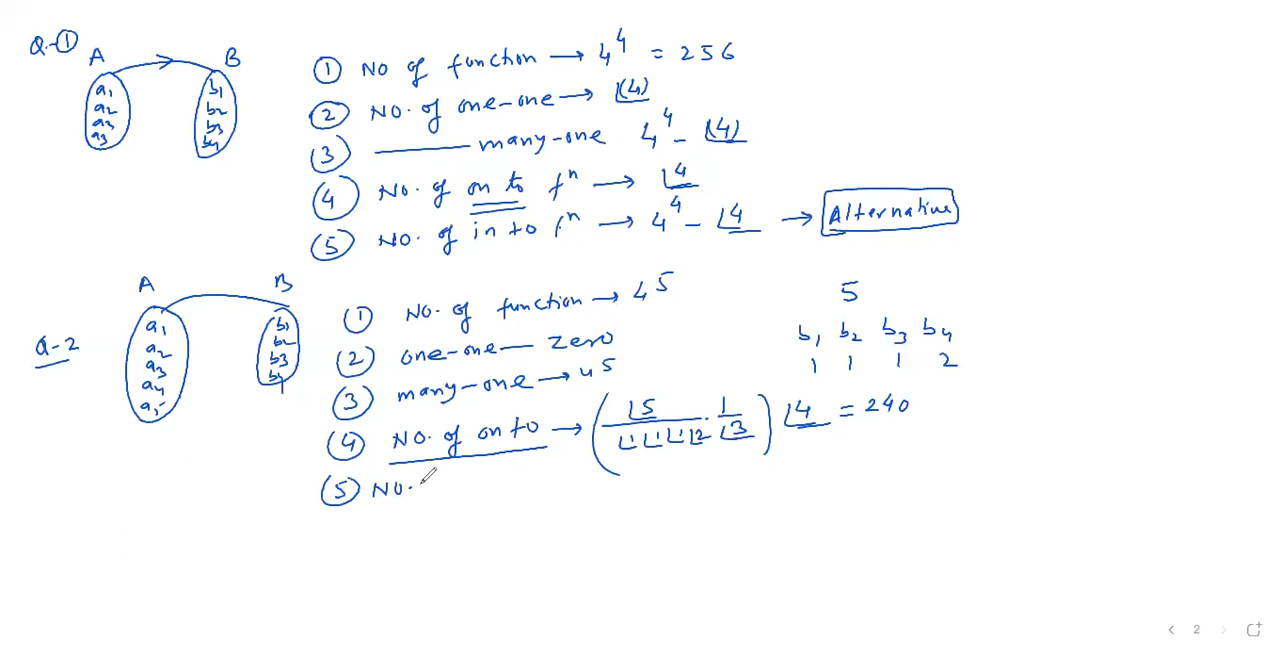 Q-①
A B
a1 b1
a2 b2
a3 b3
a3 b4
① NO of function → 4^4 = 256
② NO. of one-one → ⌊(4)
③ ——— many-one 4^4 - ⌊(4)
④ NO. of on to f^n → ⌊4
⑤ NO. of in to f^n → 4^4 - ⌊4 → Alternative
Q-2
A B
a1 b1
a2 b2
a3 b3
a4 b4
a5
① NO. of function → 4^5
② one-one — zero
③ many-one → 4 5
④ NO. of on to → (⌊5 / ⌊1 ⌊1 ⌊1 ⌊2 . 1 / ⌊3) ⌊4 = 240
⑤ NO.
5
b1 b2 b3 b4
1 1 1 2
2